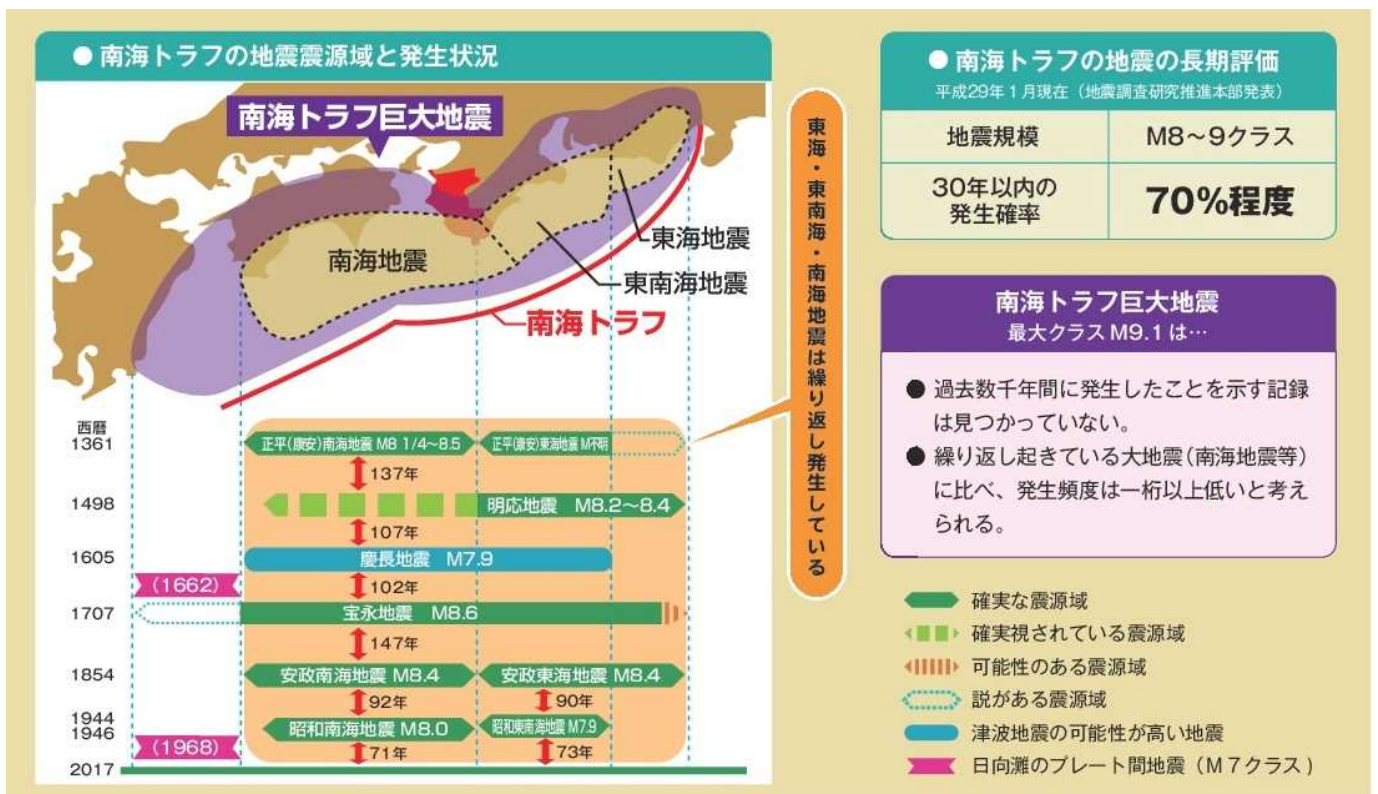 ● 南海トラフの地震震源域と発生状況
南海トラフ巨大地震
南海地震
東海地震
東南海地震
南海トラフ
東海・東南海・南海地震は繰り返し発生している
西暦
1361
正平(康安)南海地震 M8 1/4～8.5
正平(康安)東海地震 M不明
137年
1498
明応地震 M8.2～8.4
107年
1605
慶長地震 M7.9
(1662)
102年
1707
宝永地震 M8.6
147年
1854
安政南海地震 M8.4
安政東海地震 M8.4
92年
90年
1944
1946
昭和南海地震 M8.0
昭和東南海地震 M7.9
(1968)
71年
73年
2017
● 南海トラフの地震の長期評価
平成29年1月現在（地震調査研究推進本部発表）
地震規模
M8～9クラス
30年以内の
発生確率
70%程度
南海トラフ巨大地震
最大クラス M9.1 は…
● 過去数千年間に発生したことを示す記録
は見つかっていない。
● 繰り返し起きている大地震（南海地震等）
に比べ、発生頻度は一桁以上低いと考え
られる。
確実な震源域
確実視されている震源域
可能性のある震源域
説がある震源域
津波地震の可能性が高い地震
日向灘のプレート間地震（M7クラス）